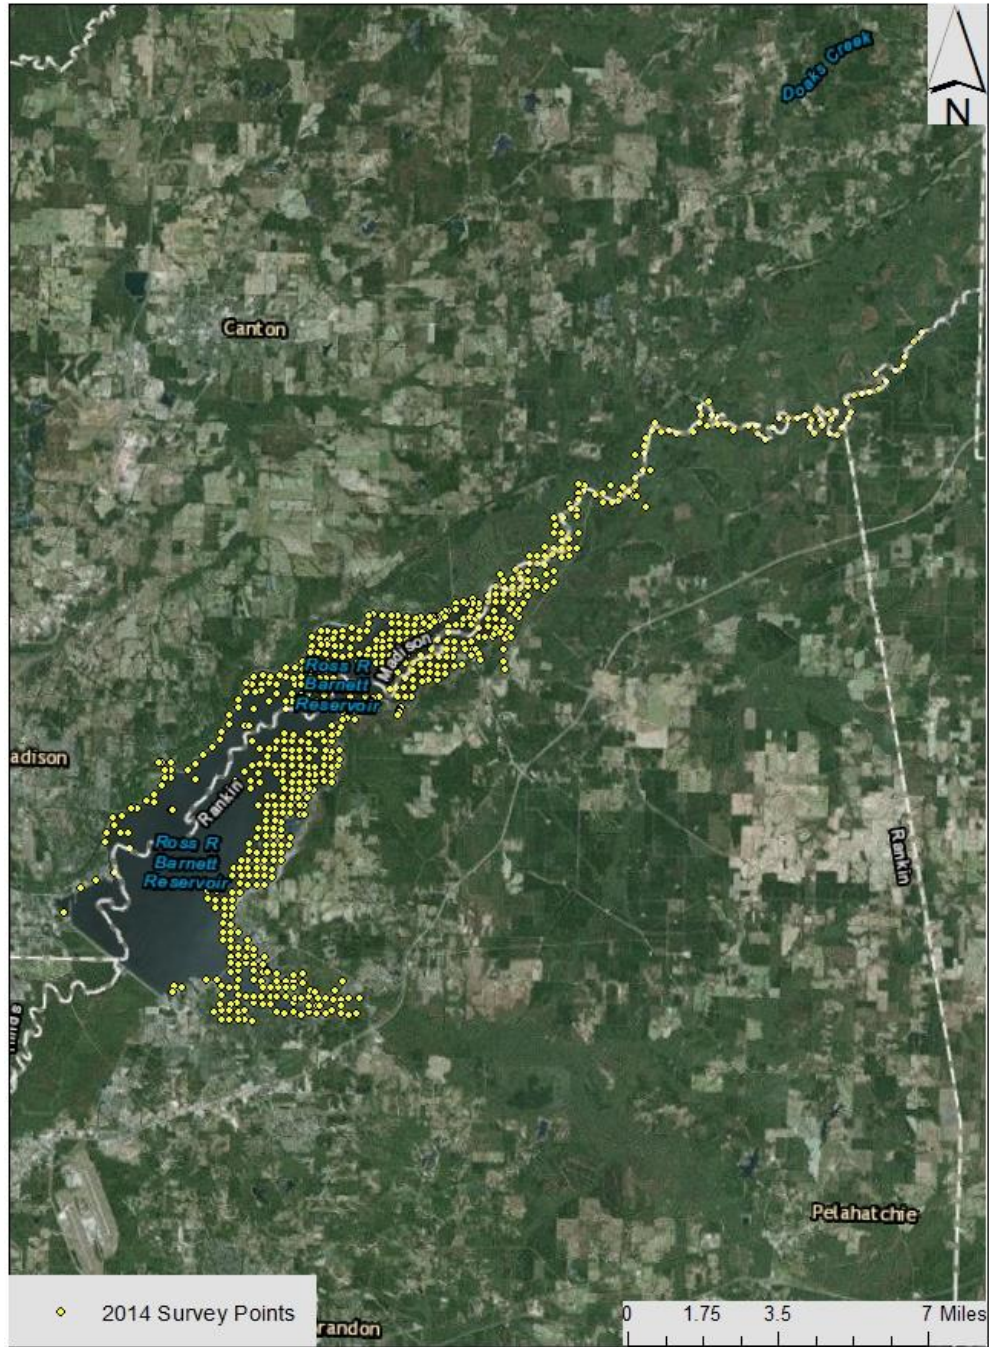 Doaks Creek
N
Canton
Madison
Ross R
Barnett
Reservoir
adison
Rankin
Ross R
Barnett
Reservoir
Rankin
Pelahatchie
2014 Survey Points
randon
0 1.75 3.5 7 Miles